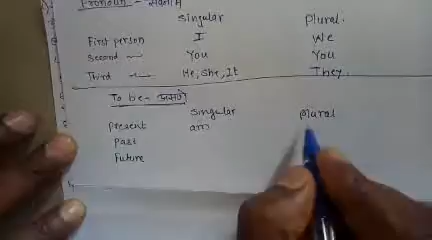 Pronoun - सर्वनाम
Singular Plural.
First person I We
Second You You
Third He, She, It They.
To be - असणे
Singular Plural
Present am
Past
Future